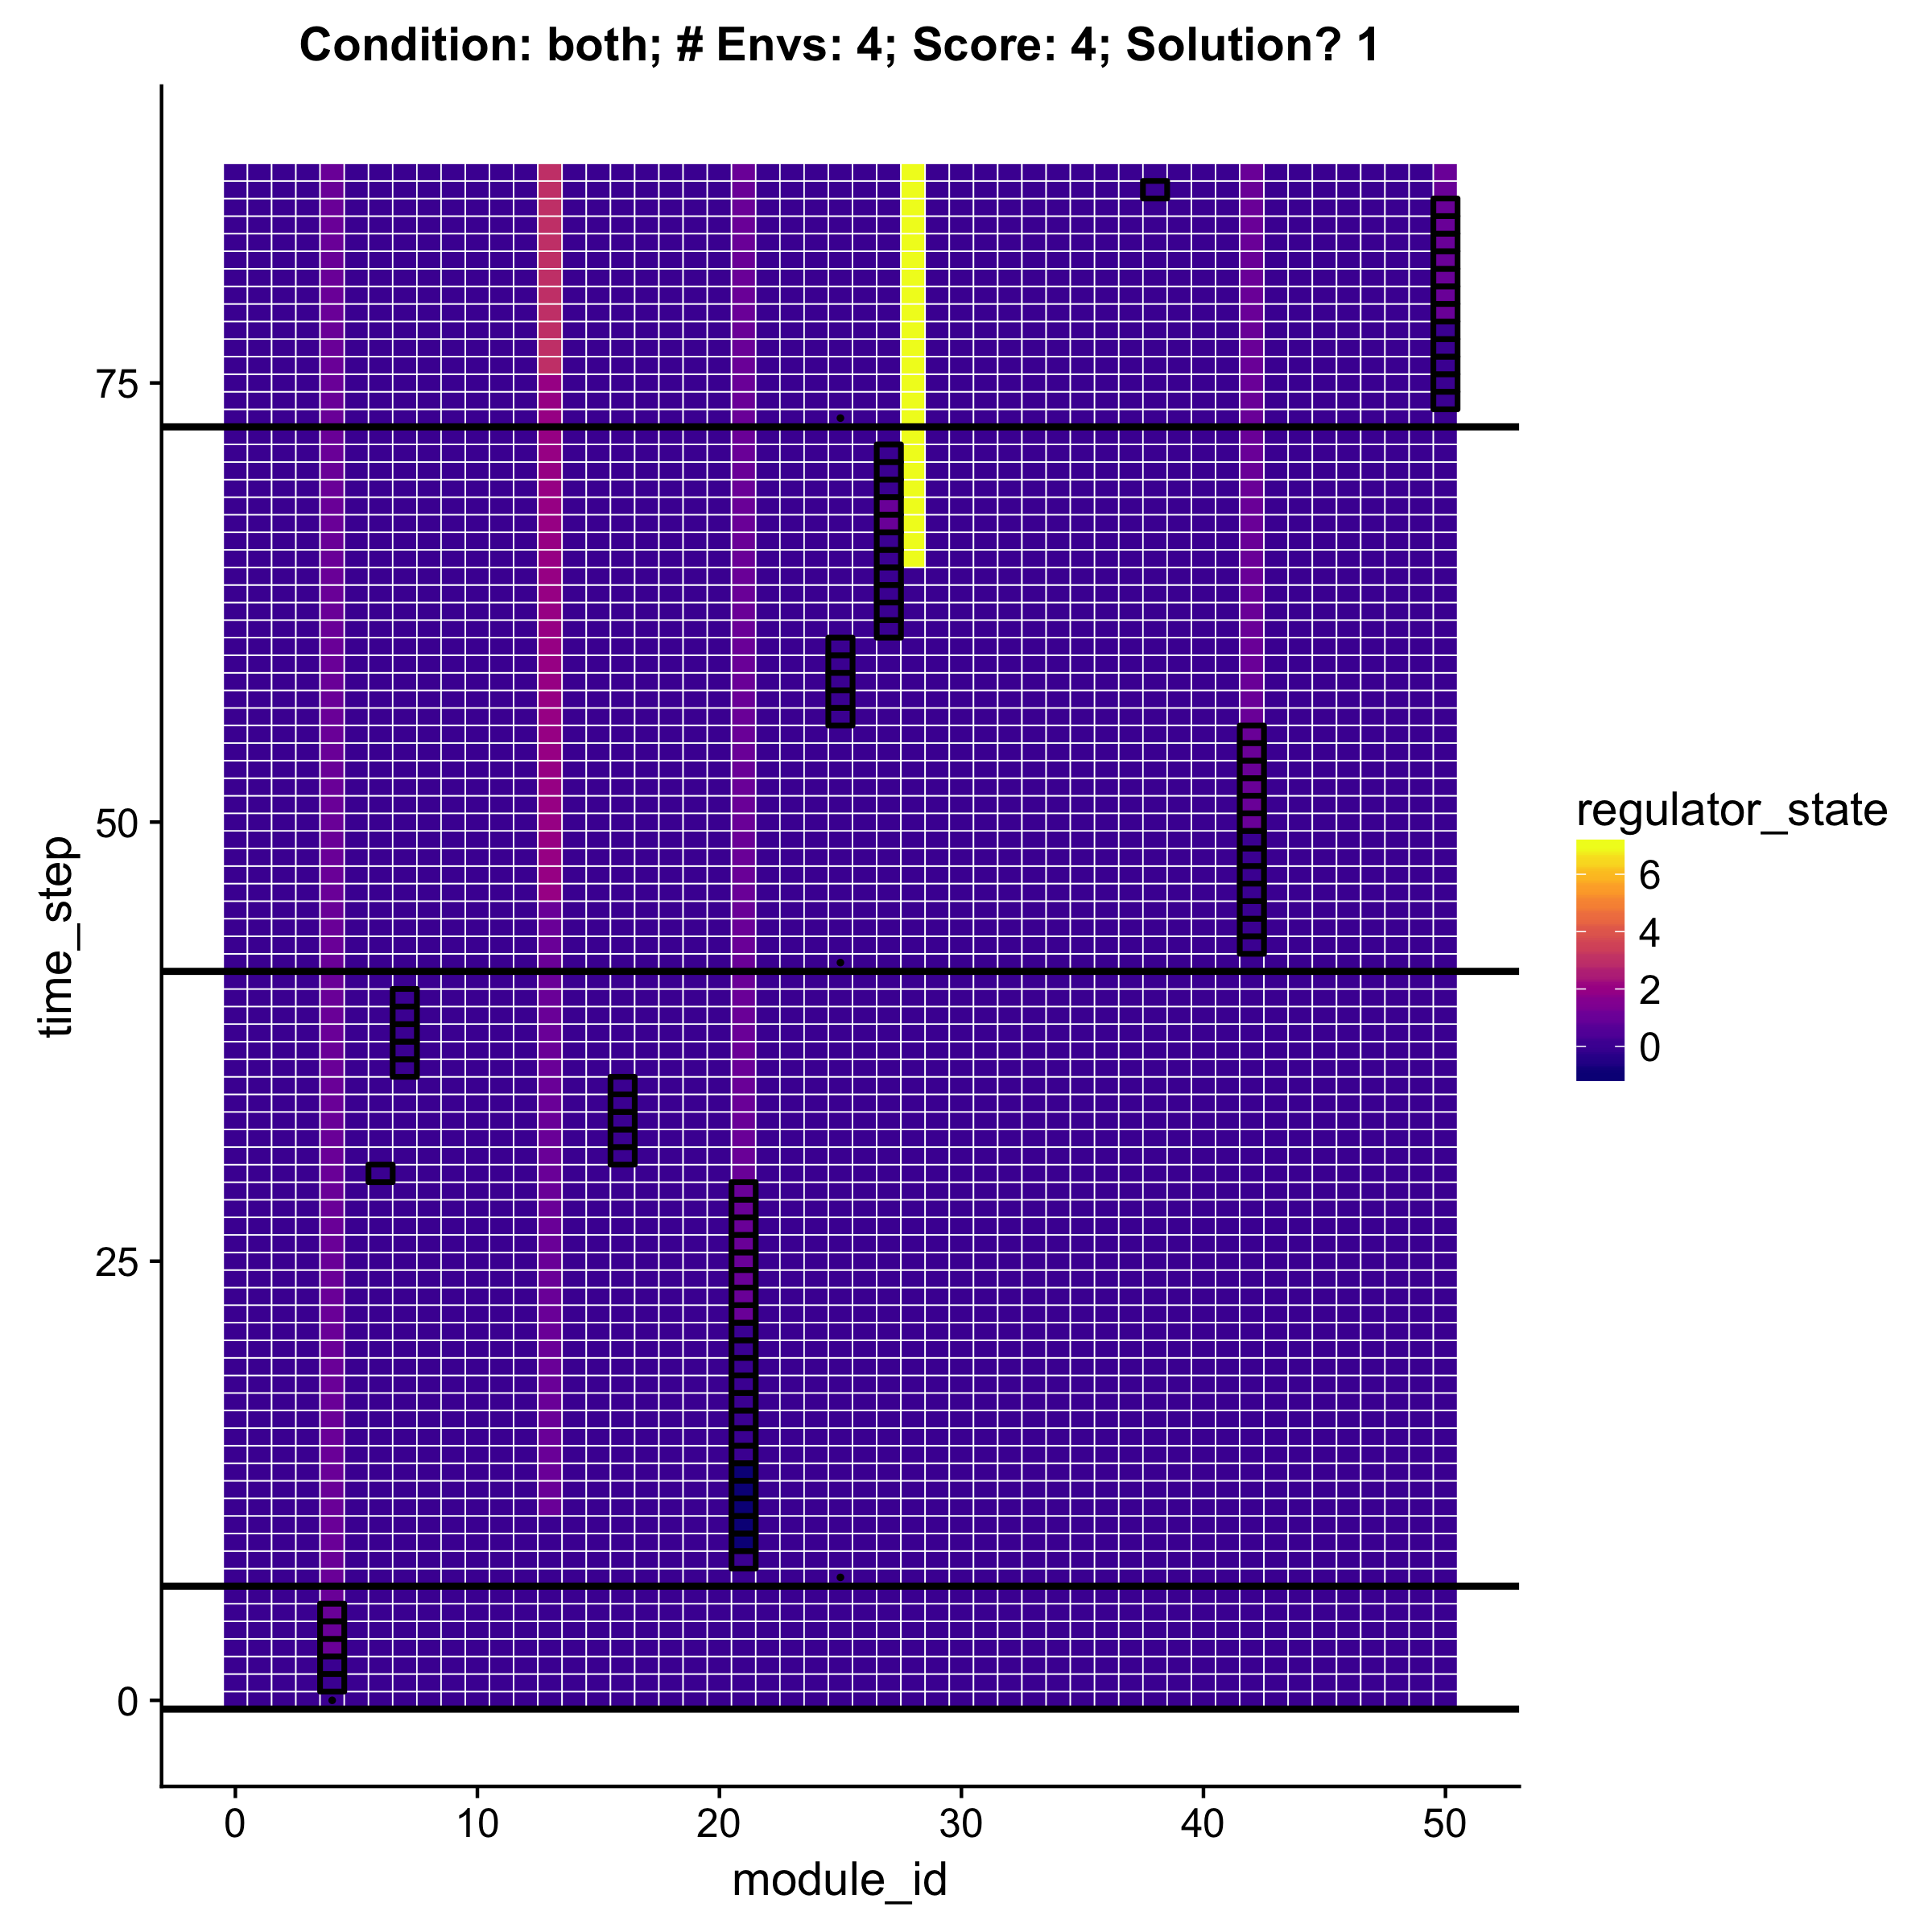 Condition: both; # Envs: 4; Score: 4; Solution? 1
time_step
75
50
25
0
0 10 20 30 40 50
module_id
regulator_state
6
4
2
0